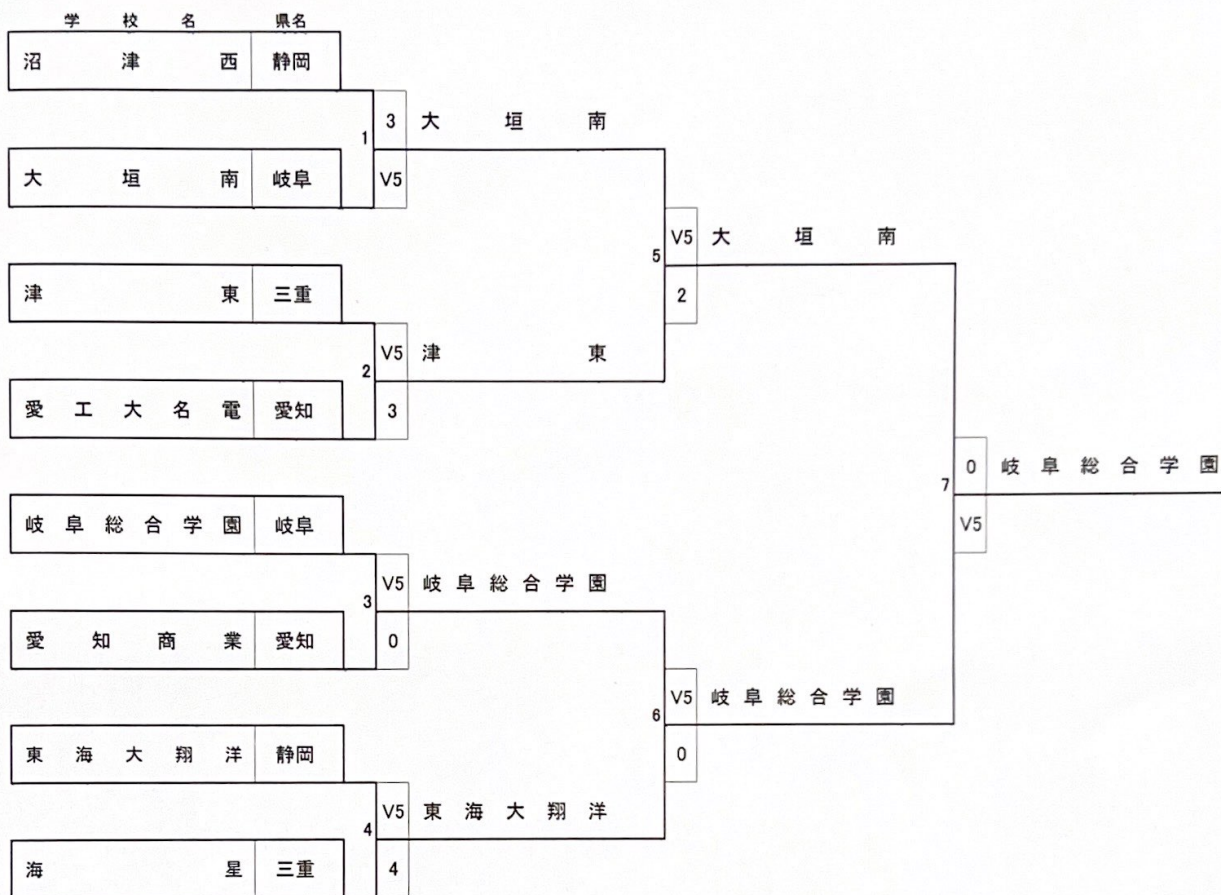 学校名 県名
沼津西 静岡
1 3 大垣南
大垣南 岐阜 V5
5 V5 大垣南
津東 三重 2
2 V5 津東
愛工大名電 愛知 3
7 0 岐阜総合学園
岐阜総合学園 岐阜 V5
3 V5 岐阜総合学園
愛知商業 愛知 0
6 V5 岐阜総合学園
東海大翔洋 静岡 0
4 V5 東海大翔洋
海星 三重 4